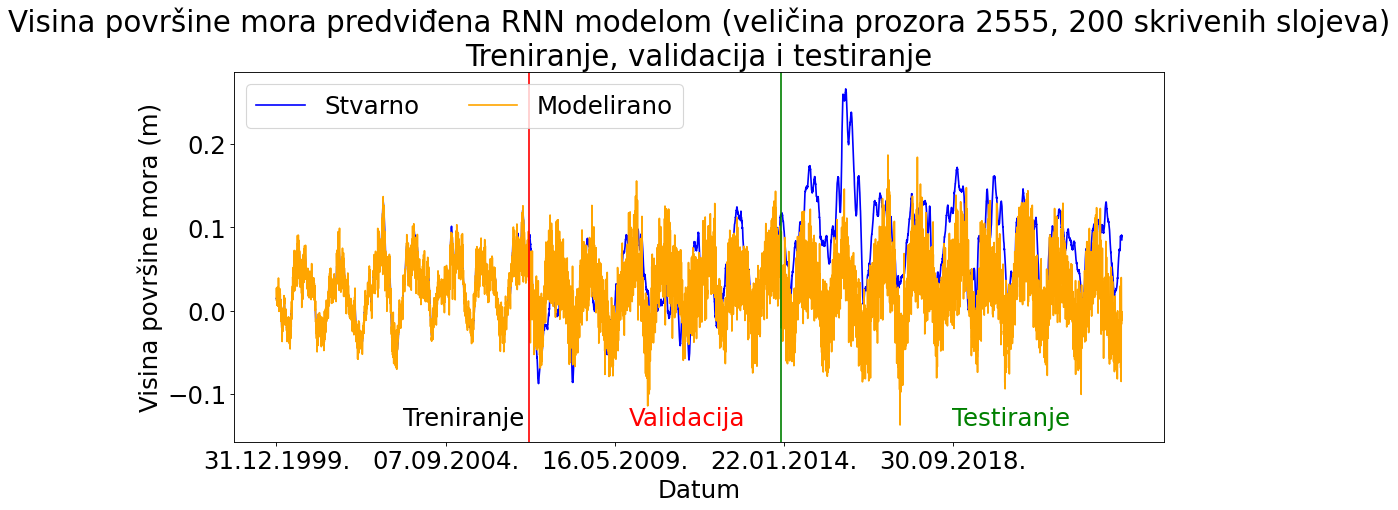 Visina površine mora predviđena RNN modelom (veličina prozora 2555, 200 skrivenih slojeva)
Treniranje, validacija i testiranje
Stvarno
Modelirano
Visina površine mora (m)
0.2
0.1
0.0
−0.1
Treniranje
Validacija
Testiranje
31.12.1999.
07.09.2004.
16.05.2009.
22.01.2014.
30.09.2018.
Datum